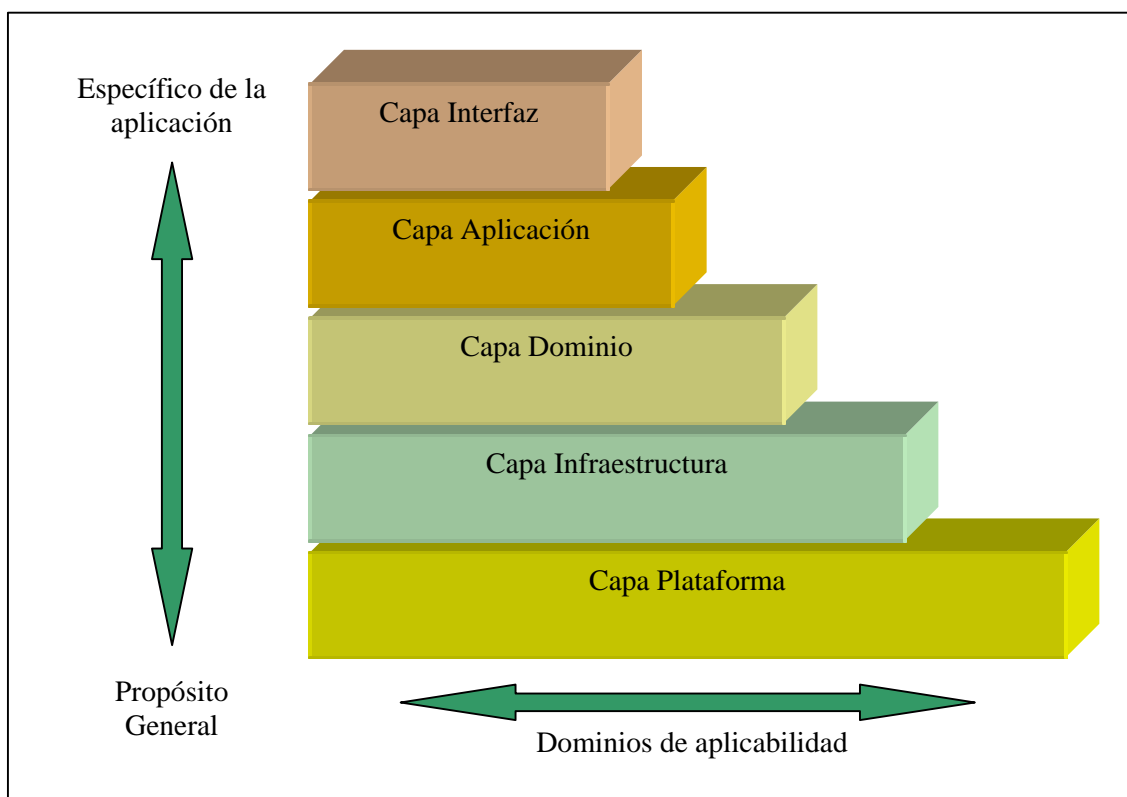 Específico de la
aplicación
Capa Interfaz
Capa Aplicación
Capa Dominio
Capa Infraestructura
Capa Plataforma
Propósito
General
Dominios de aplicabilidad